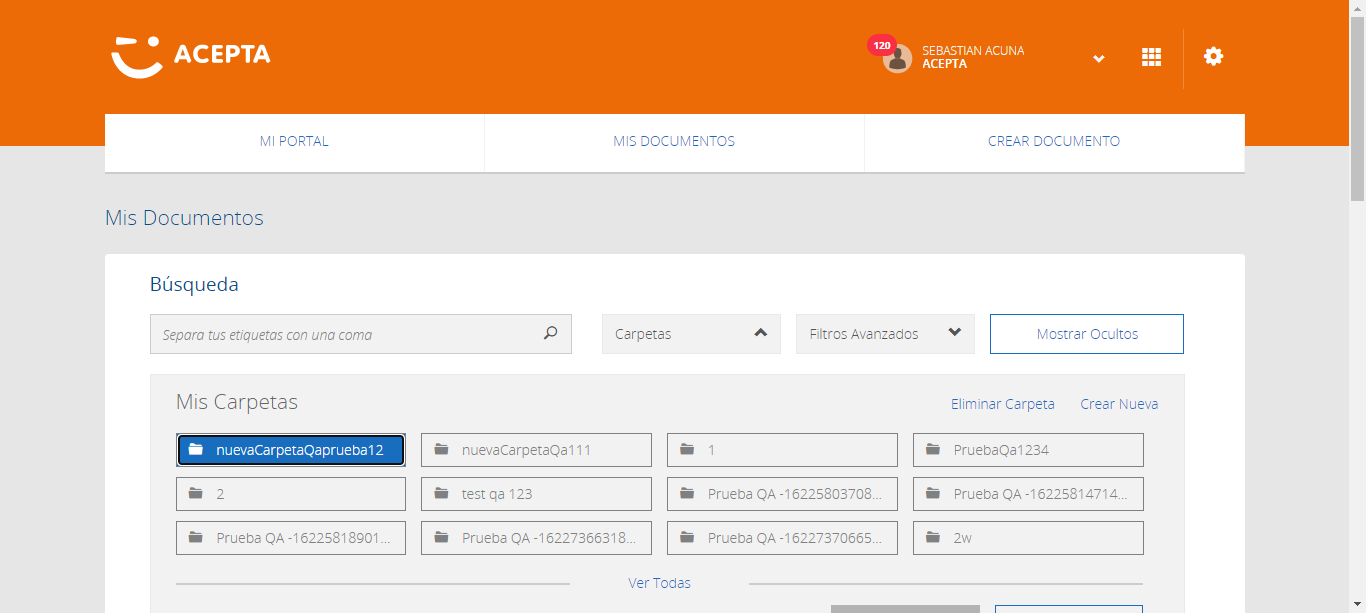 ACEPTA
120
SEBASTIAN ACUNA
ACEPTA
MI PORTAL
MIS DOCUMENTOS
CREAR DOCUMENTO
Mis Documentos
Búsqueda
Separa tus etiquetas con una coma
Carpetas
Filtros Avanzados
Mostrar Ocultos
Mis Carpetas
Eliminar Carpeta
Crear Nueva
nuevaCarpetaQaprueba12
nuevaCarpetaQa111
1
PruebaQa1234
2
test qa 123
Prueba QA -16225803708...
Prueba QA -16225814714...
Prueba QA -16225818901...
Prueba QA -16227366318...
Prueba QA -16227370665...
2w
Ver Todas